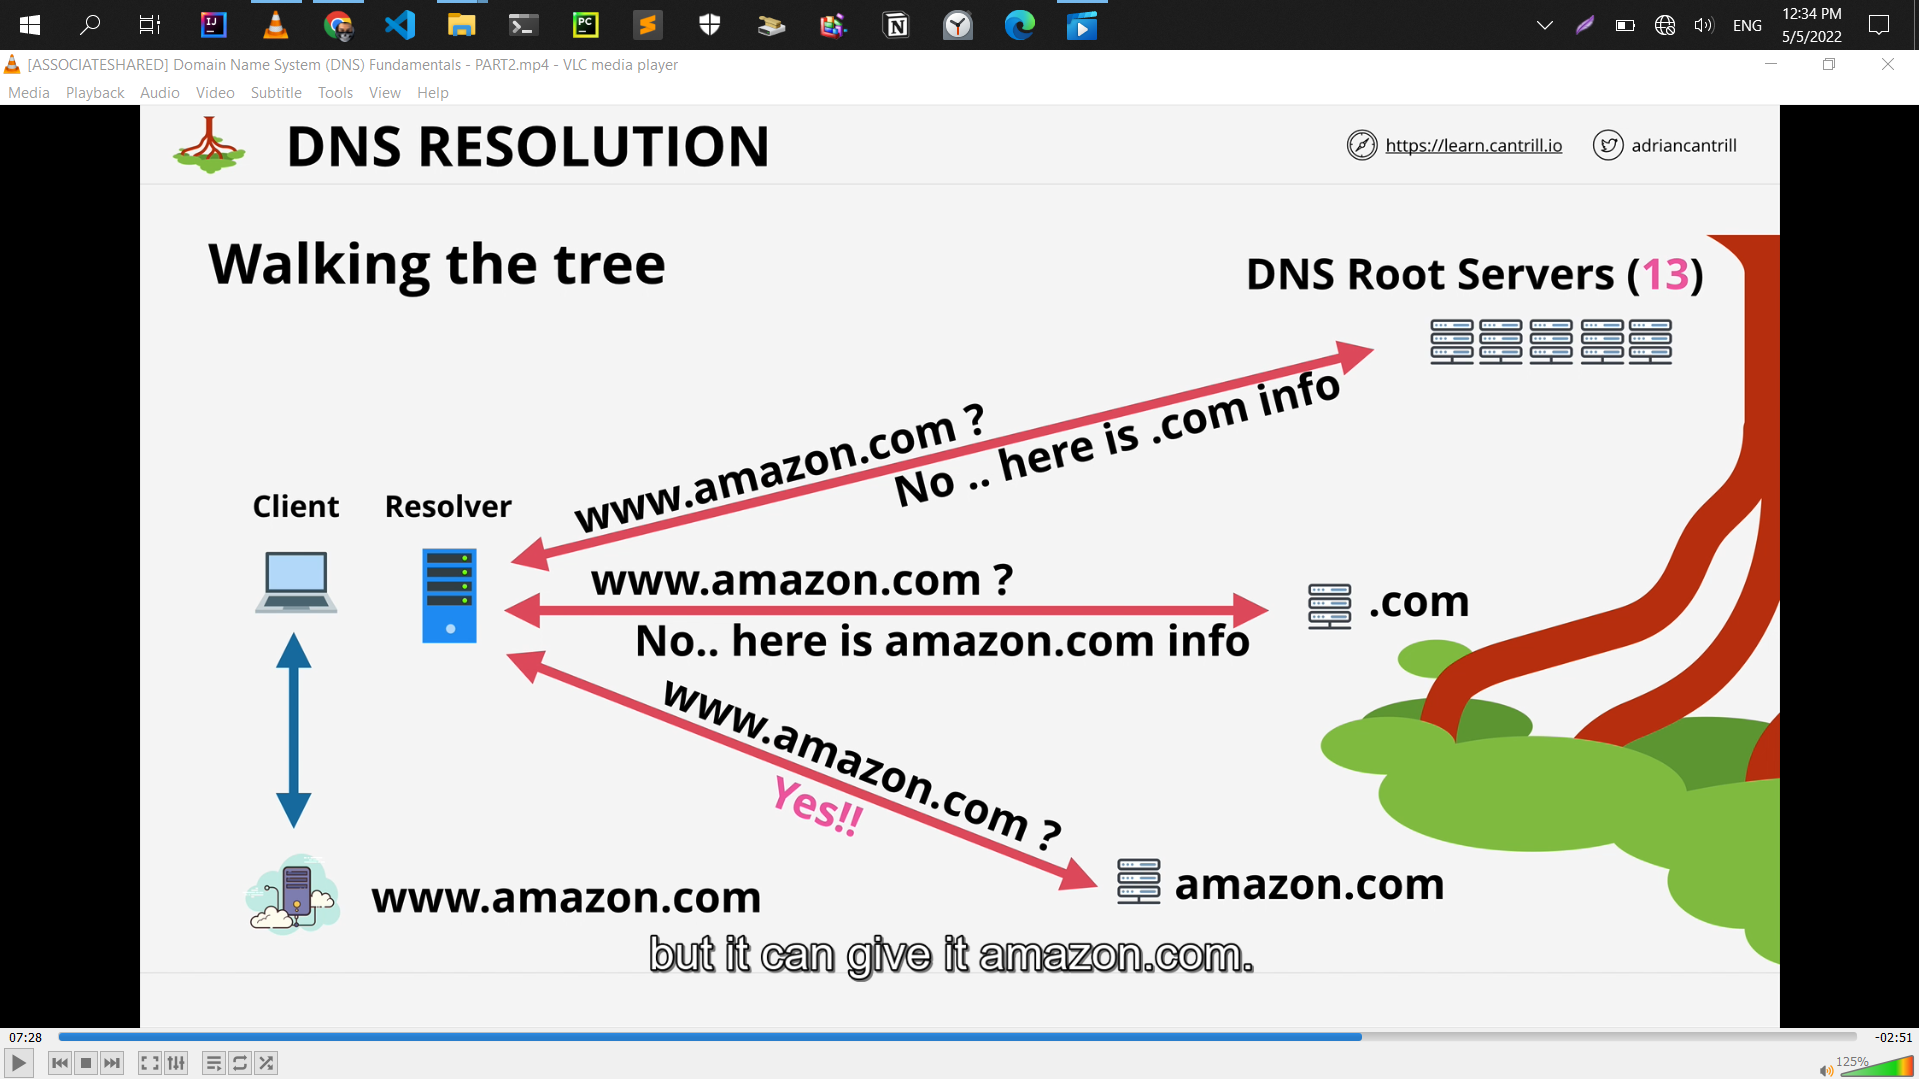 ENG
12:34 PM
5/5/2022
[ASSOCIATESHARED] Domain Name System (DNS) Fundamentals - PART2.mp4 - VLC media player
Media Playback Audio Video Subtitle Tools View Help
DNS RESOLUTION
https://learn.cantrill.io
adriancantrill
Walking the tree
DNS Root Servers (13)
www.amazon.com ?
No .. here is .com info
Client
Resolver
www.amazon.com ?
.com
No.. here is amazon.com info
www.amazon.com ?
Yes!!
amazon.com
www.amazon.com
but it can give it amazon.com.
07:28
-02:51
125%